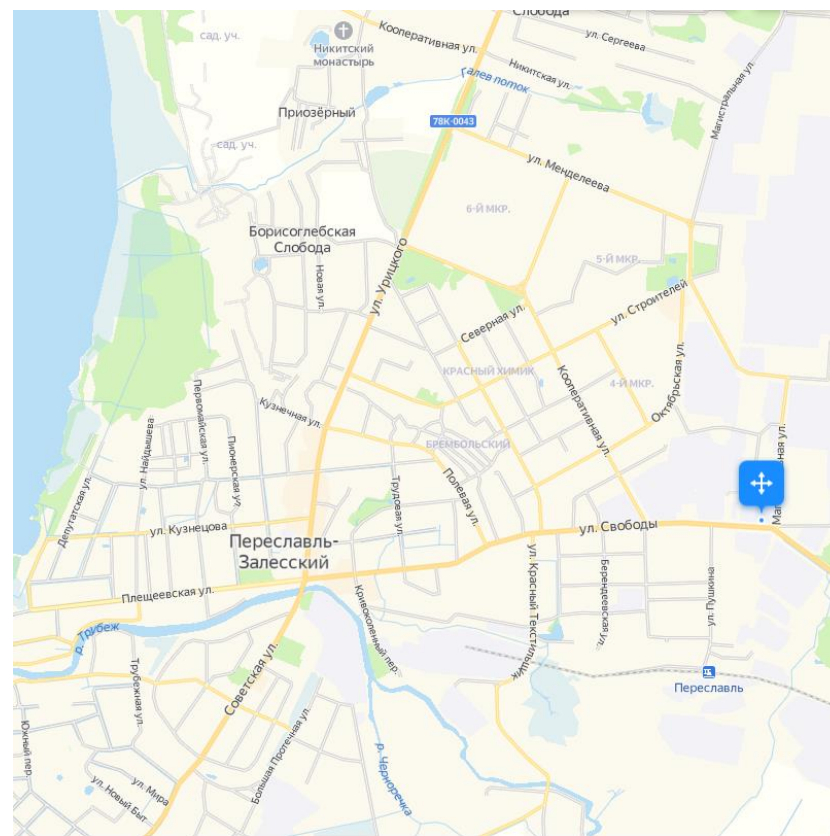 Слобода
сад. уч.
Кооперативная ул.
ул. Сергеева
Никитский
монастырь
Никитская ул.
Галев поток
Магистральная ул.
Приозёрный
78К-0043
сад. уч.
ул. Менделеева
6-Й МКР.
Борисоглебская
Слобода
ул. Урицкого
5-Й МКР.
Новая ул.
ул. Строителей
Северная ул.
КРАСНЫЙ ХИМИК
Кооперативная ул.
4-Й МКР.
Октябрьская ул.
Первомайская ул.
Кузнечная ул.
ул. Найдышева
Пионерская ул.
БРЕМБОЛЬСКИЙ
Полевая ул.
Трудовая ул.
Депутатская ул.
ул. Кузнецова
ул. Свободы
Переславль-
Залесский
Плещеевская ул.
ул. Красный Текстильщик
Берендеевская ул.
ул. Пушкина
Кривоколенный пер.
р. Трубеж
Советская ул.
Трубежная ул.
Переславль
Большая Протечная ул.
Южный пер.
р. Черноречка
ул. Мира
ул. Новый Быт